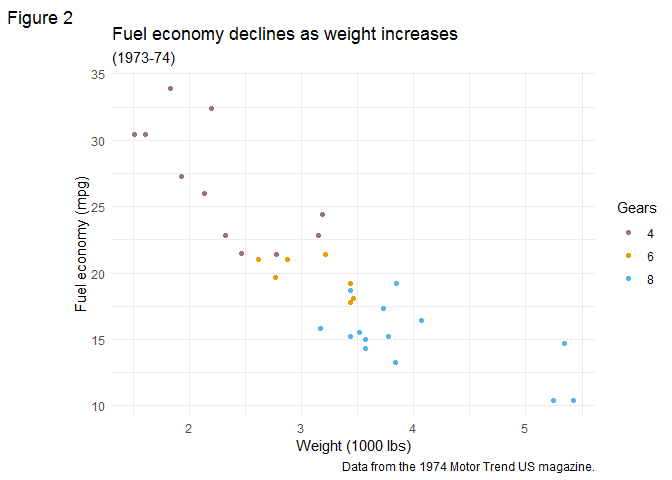 Figure 2
Fuel economy declines as weight increases
(1973-74)
Fuel economy (mpg)
35
30
25
20
15
10
2
3
4
5
Weight (1000 lbs)
Gears
4
6
8
Data from the 1974 Motor Trend US magazine.